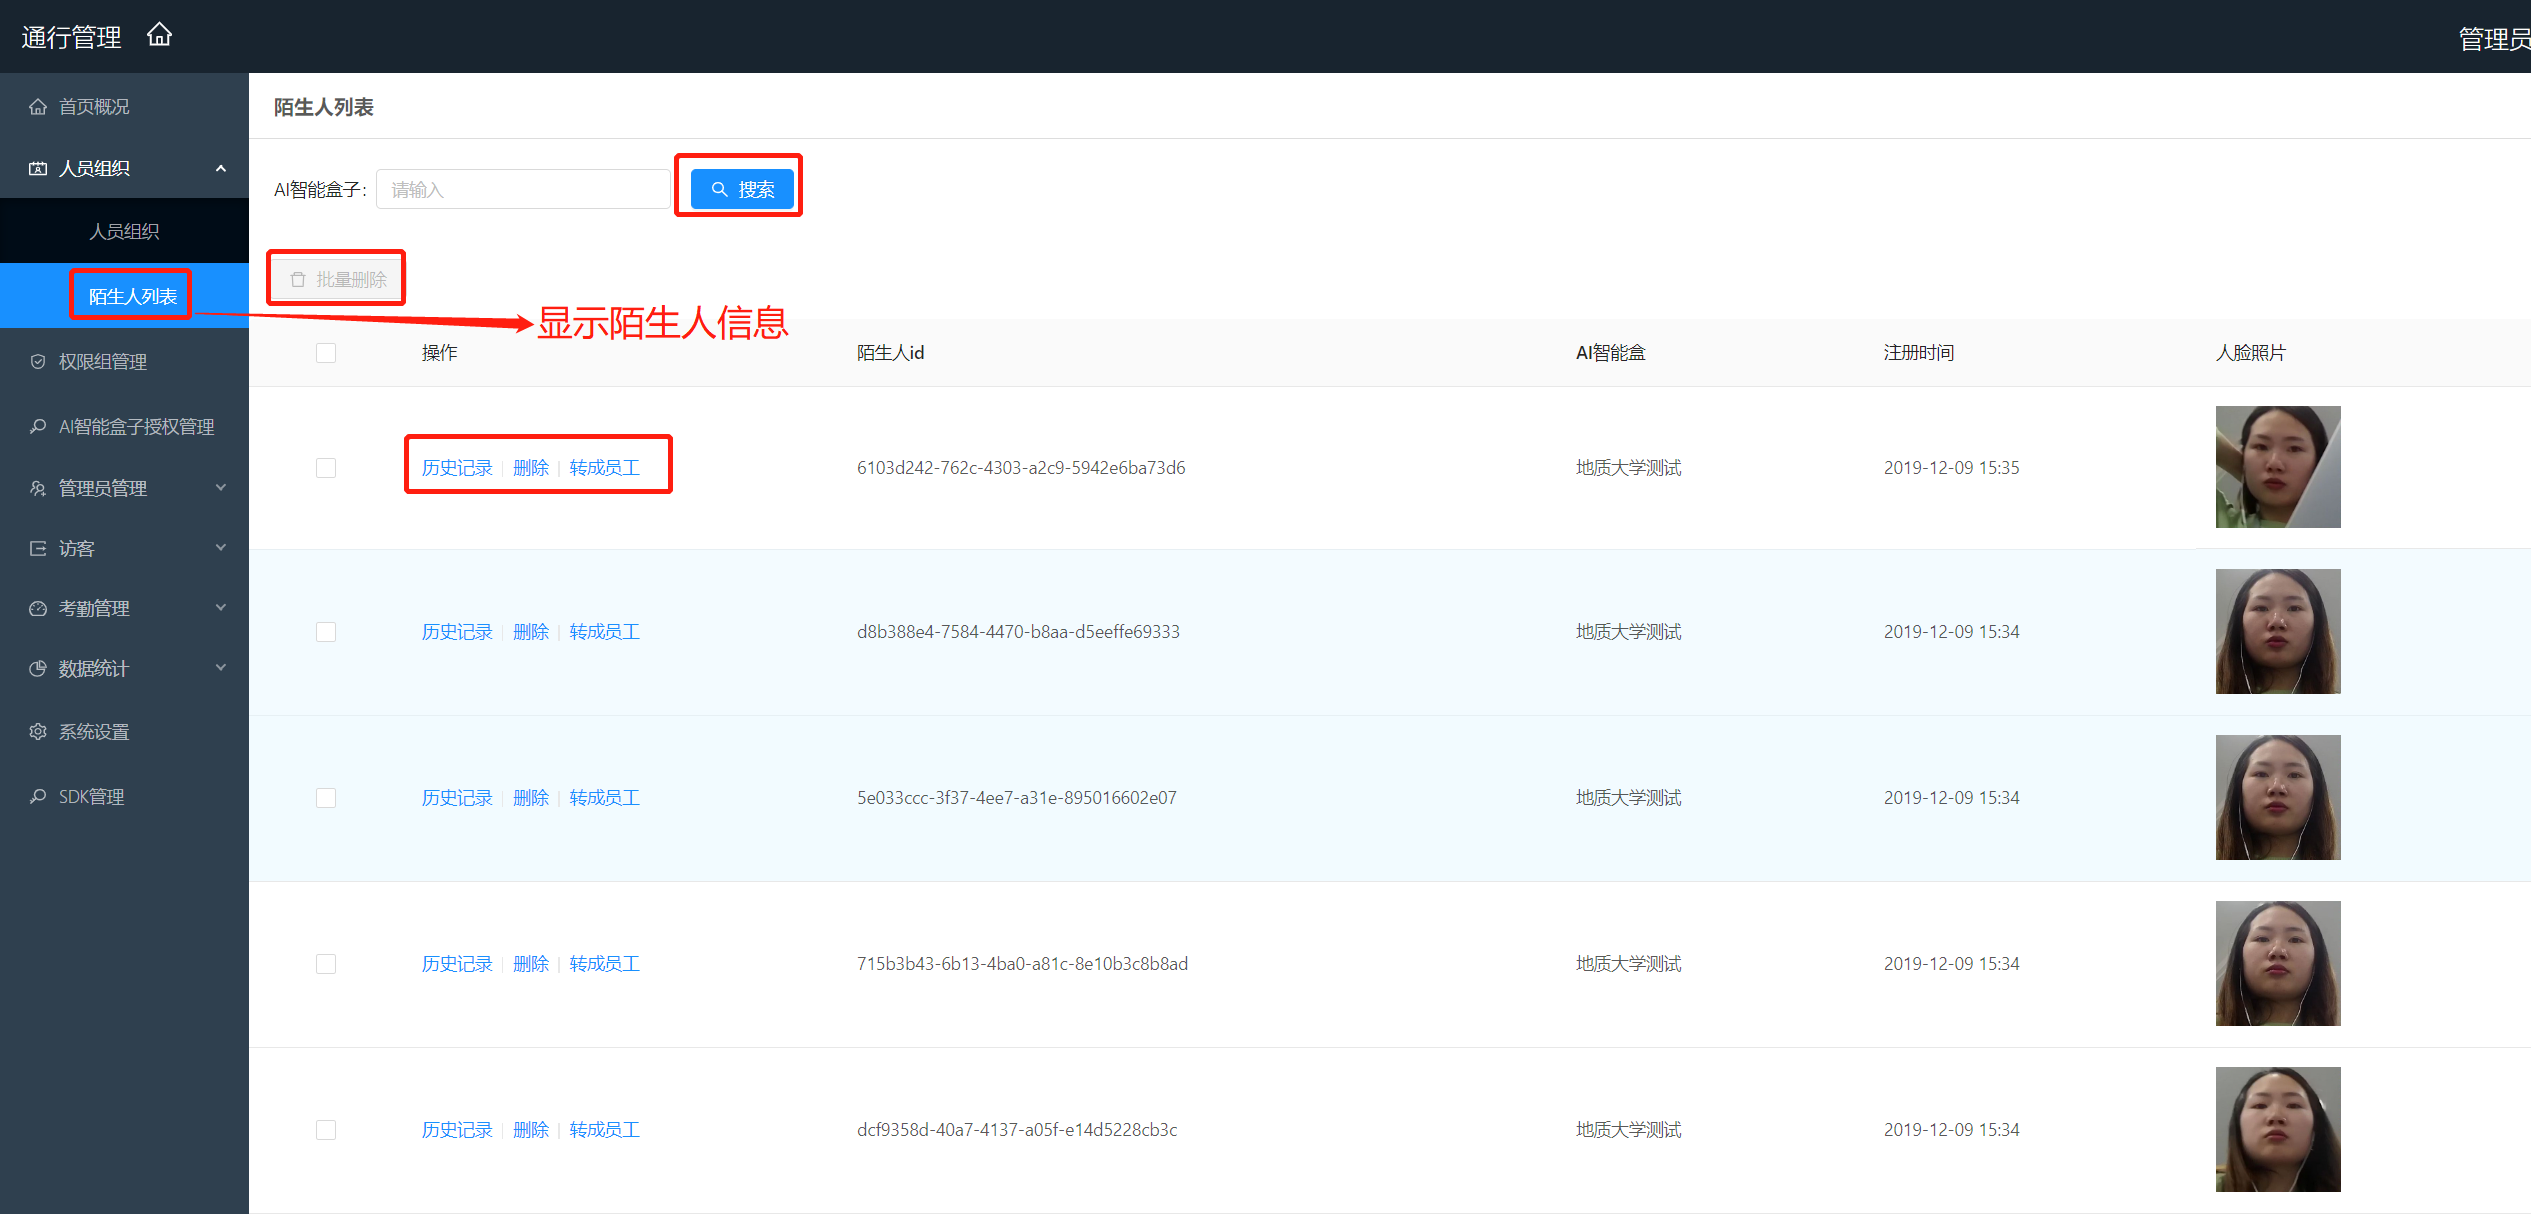 通行管理
管理员
首页概况
人员组织
人员组织
陌生人列表
权限组管理
AI智能盒子授权管理
管理员管理
访客
考勤管理
数据统计
系统设置
SDK管理
陌生人列表
AI智能盒子: 请输入 搜索
批量删除
显示陌生人信息
操作 陌生人id AI智能盒 注册时间 人脸照片
历史记录 删除 转成员工 6103d242-762c-4303-a2c9-5942e6ba73d6 地质大学测试 2019-12-09 15:35
历史记录 删除 转成员工 d8b388e4-7584-4470-b8aa-d5eeffe69333 地质大学测试 2019-12-09 15:34
历史记录 删除 转成员工 5e033ccc-3f37-4ee7-a31e-895016602e07 地质大学测试 2019-12-09 15:34
历史记录 删除 转成员工 715b3b43-6b13-4ba0-a81c-8e10b3c8b8ad 地质大学测试 2019-12-09 15:34
历史记录 删除 转成员工 dcf9358d-40a7-4137-a05f-e14d5228cb3c 地质大学测试 2019-12-09 15:34